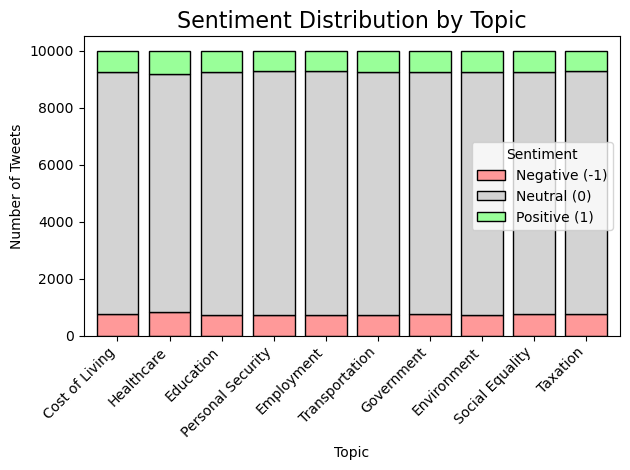 Sentiment Distribution by Topic
Number of Tweets
10000
8000
6000
4000
2000
0
Sentiment
Negative (-1)
Neutral (0)
Positive (1)
Cost of Living
Healthcare
Education
Personal Security
Employment
Transportation
Government
Environment
Social Equality
Taxation
Topic